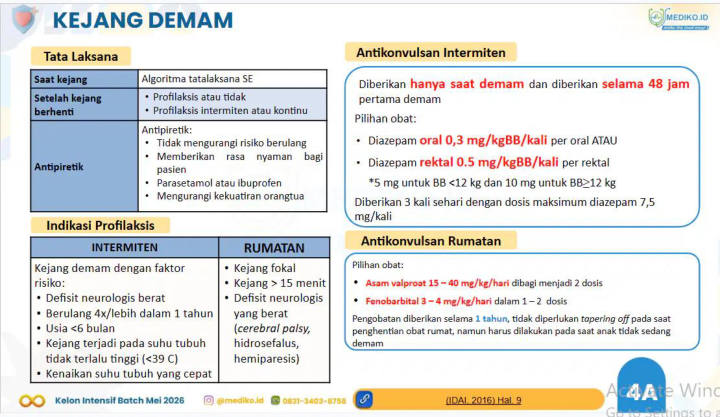 KEJANG DEMAM
MEDIKO.ID
Tata Laksana
Saat kejang
Algoritma tatalaksana SE
Setelah kejang
berhenti
• Profilaksis atau tidak
• Profilaksis intermiten atau kontinu
Antipiretik
Antipiretik:
• Tidak mengurangi risiko berulang
• Memberikan rasa nyaman bagi
pasien
• Parasetamol atau ibuprofen
• Mengurangi kekuatiran orangtua
Indikasi Profilaksis
INTERMITEN
RUMATAN
Kejang demam dengan faktor
risiko:
• Defisit neurologis berat
• Berulang 4x/lebih dalam 1 tahun
• Usia <6 bulan
• Kejang terjadi pada suhu tubuh
tidak terlalu tinggi (<39 C)
• Kenaikan suhu tubuh yang cepat
• Kejang fokal
• Kejang > 15 menit
• Defisit neurologis
yang berat
(cerebral palsy,
hidrosefalus,
hemiparesis)
Antikonvulsan Intermiten
Diberikan hanya saat demam dan diberikan selama 48 jam
pertama demam
Pilihan obat:
• Diazepam oral 0,3 mg/kgBB/kali per oral ATAU
• Diazepam rektal 0.5 mg/kgBB/kali per rektal
*5 mg untuk BB <12 kg dan 10 mg untuk BB≥12 kg
Diberikan 3 kali sehari dengan dosis maksimum diazepam 7,5
mg/kali
Antikonvulsan Rumatan
Pilihan obat:
• Asam valproat 15 – 40 mg/kg/hari dibagi menjadi 2 dosis
• Fenobarbital 3 – 4 mg/kg/hari dalam 1 – 2 dosis
Pengobatan diberikan selama 1 tahun, tidak diperlukan tapering off pada saat
penghentian obat rumat, namun harus dilakukan pada saat anak tidak sedang
demam
Kelon Intensif Batch Mei 2026
@mediko.id
0831-3403-8758
(IDAI, 2016) Hal. 9
4A